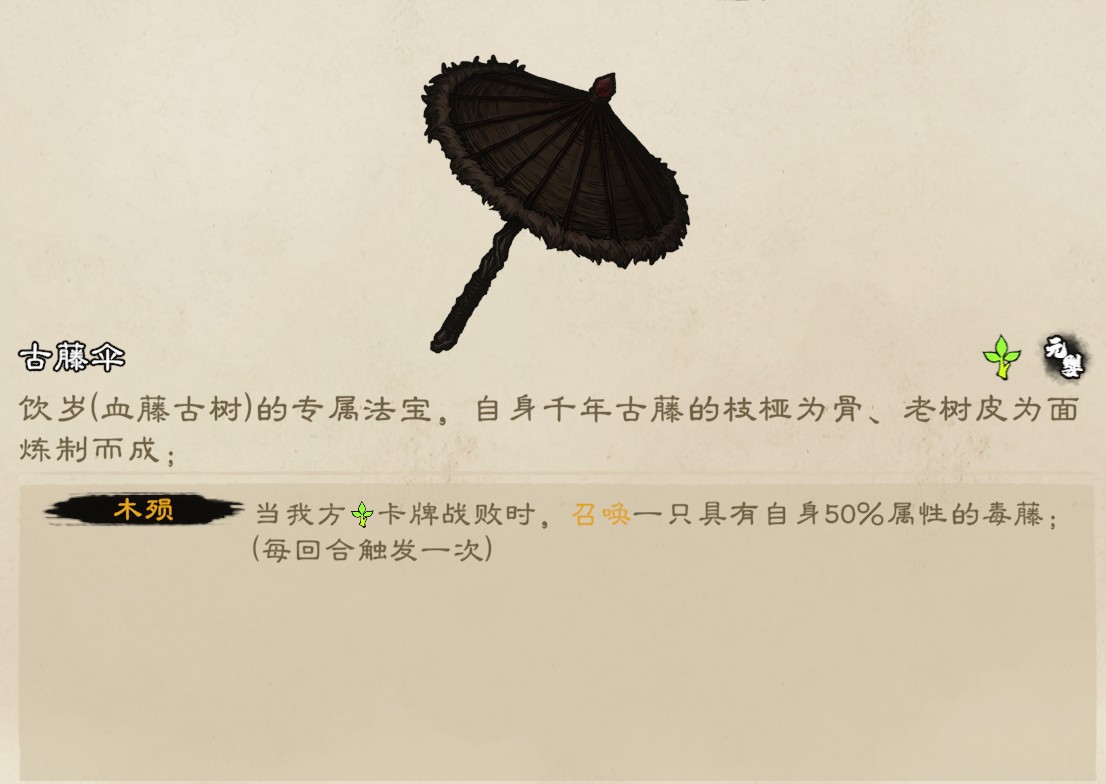 古藤伞
元婴
饮岁(血藤古树)的专属法宝，自身千年古藤的枝桠为骨、老树皮为面
炼制而成；
木殒
当我方卡牌战败时，召唤一只具有自身50%属性的毒藤；
(每回合触发一次)